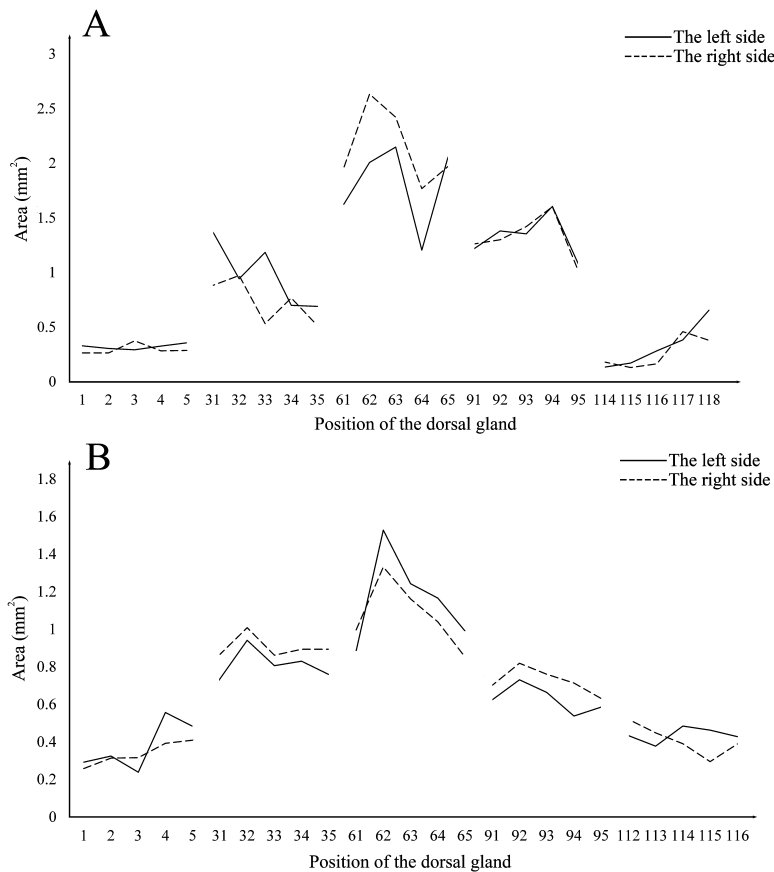 A
The left side
The right side
3
2.5
2
1.5
1
0.5
0
Area (mm²)
1 2 3 4 5 31 32 33 34 35 61 62 63 64 65 91 92 93 94 95 114 115 116 117 118
Position of the dorsal gland
B
The left side
The right side
1.8
1.6
1.4
1.2
1
0.8
0.6
0.4
0.2
0
Area (mm²)
1 2 3 4 5 31 32 33 34 35 61 62 63 64 65 91 92 93 94 95 112 113 114 115 116
Position of the dorsal gland